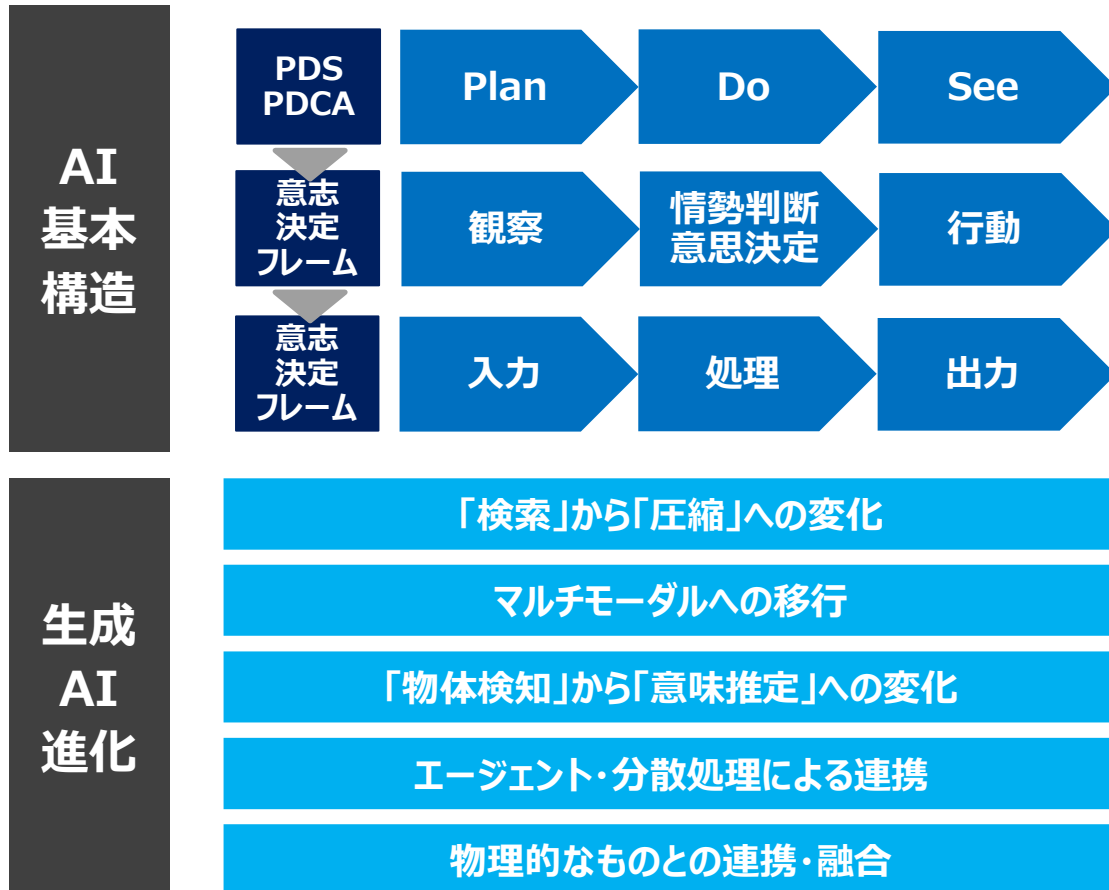 AI
基本
構造
PDS
PDCA
Plan
Do
See
意志
決定
フレーム
観察
情勢判断
意思決定
行動
意志
決定
フレーム
入力
処理
出力
生成
AI
進化
「検索」から「圧縮」への変化
マルチモーダルへの移行
「物体検知」から「意味推定」への変化
エージェント・分散処理による連携
物理的なものとの連携・融合